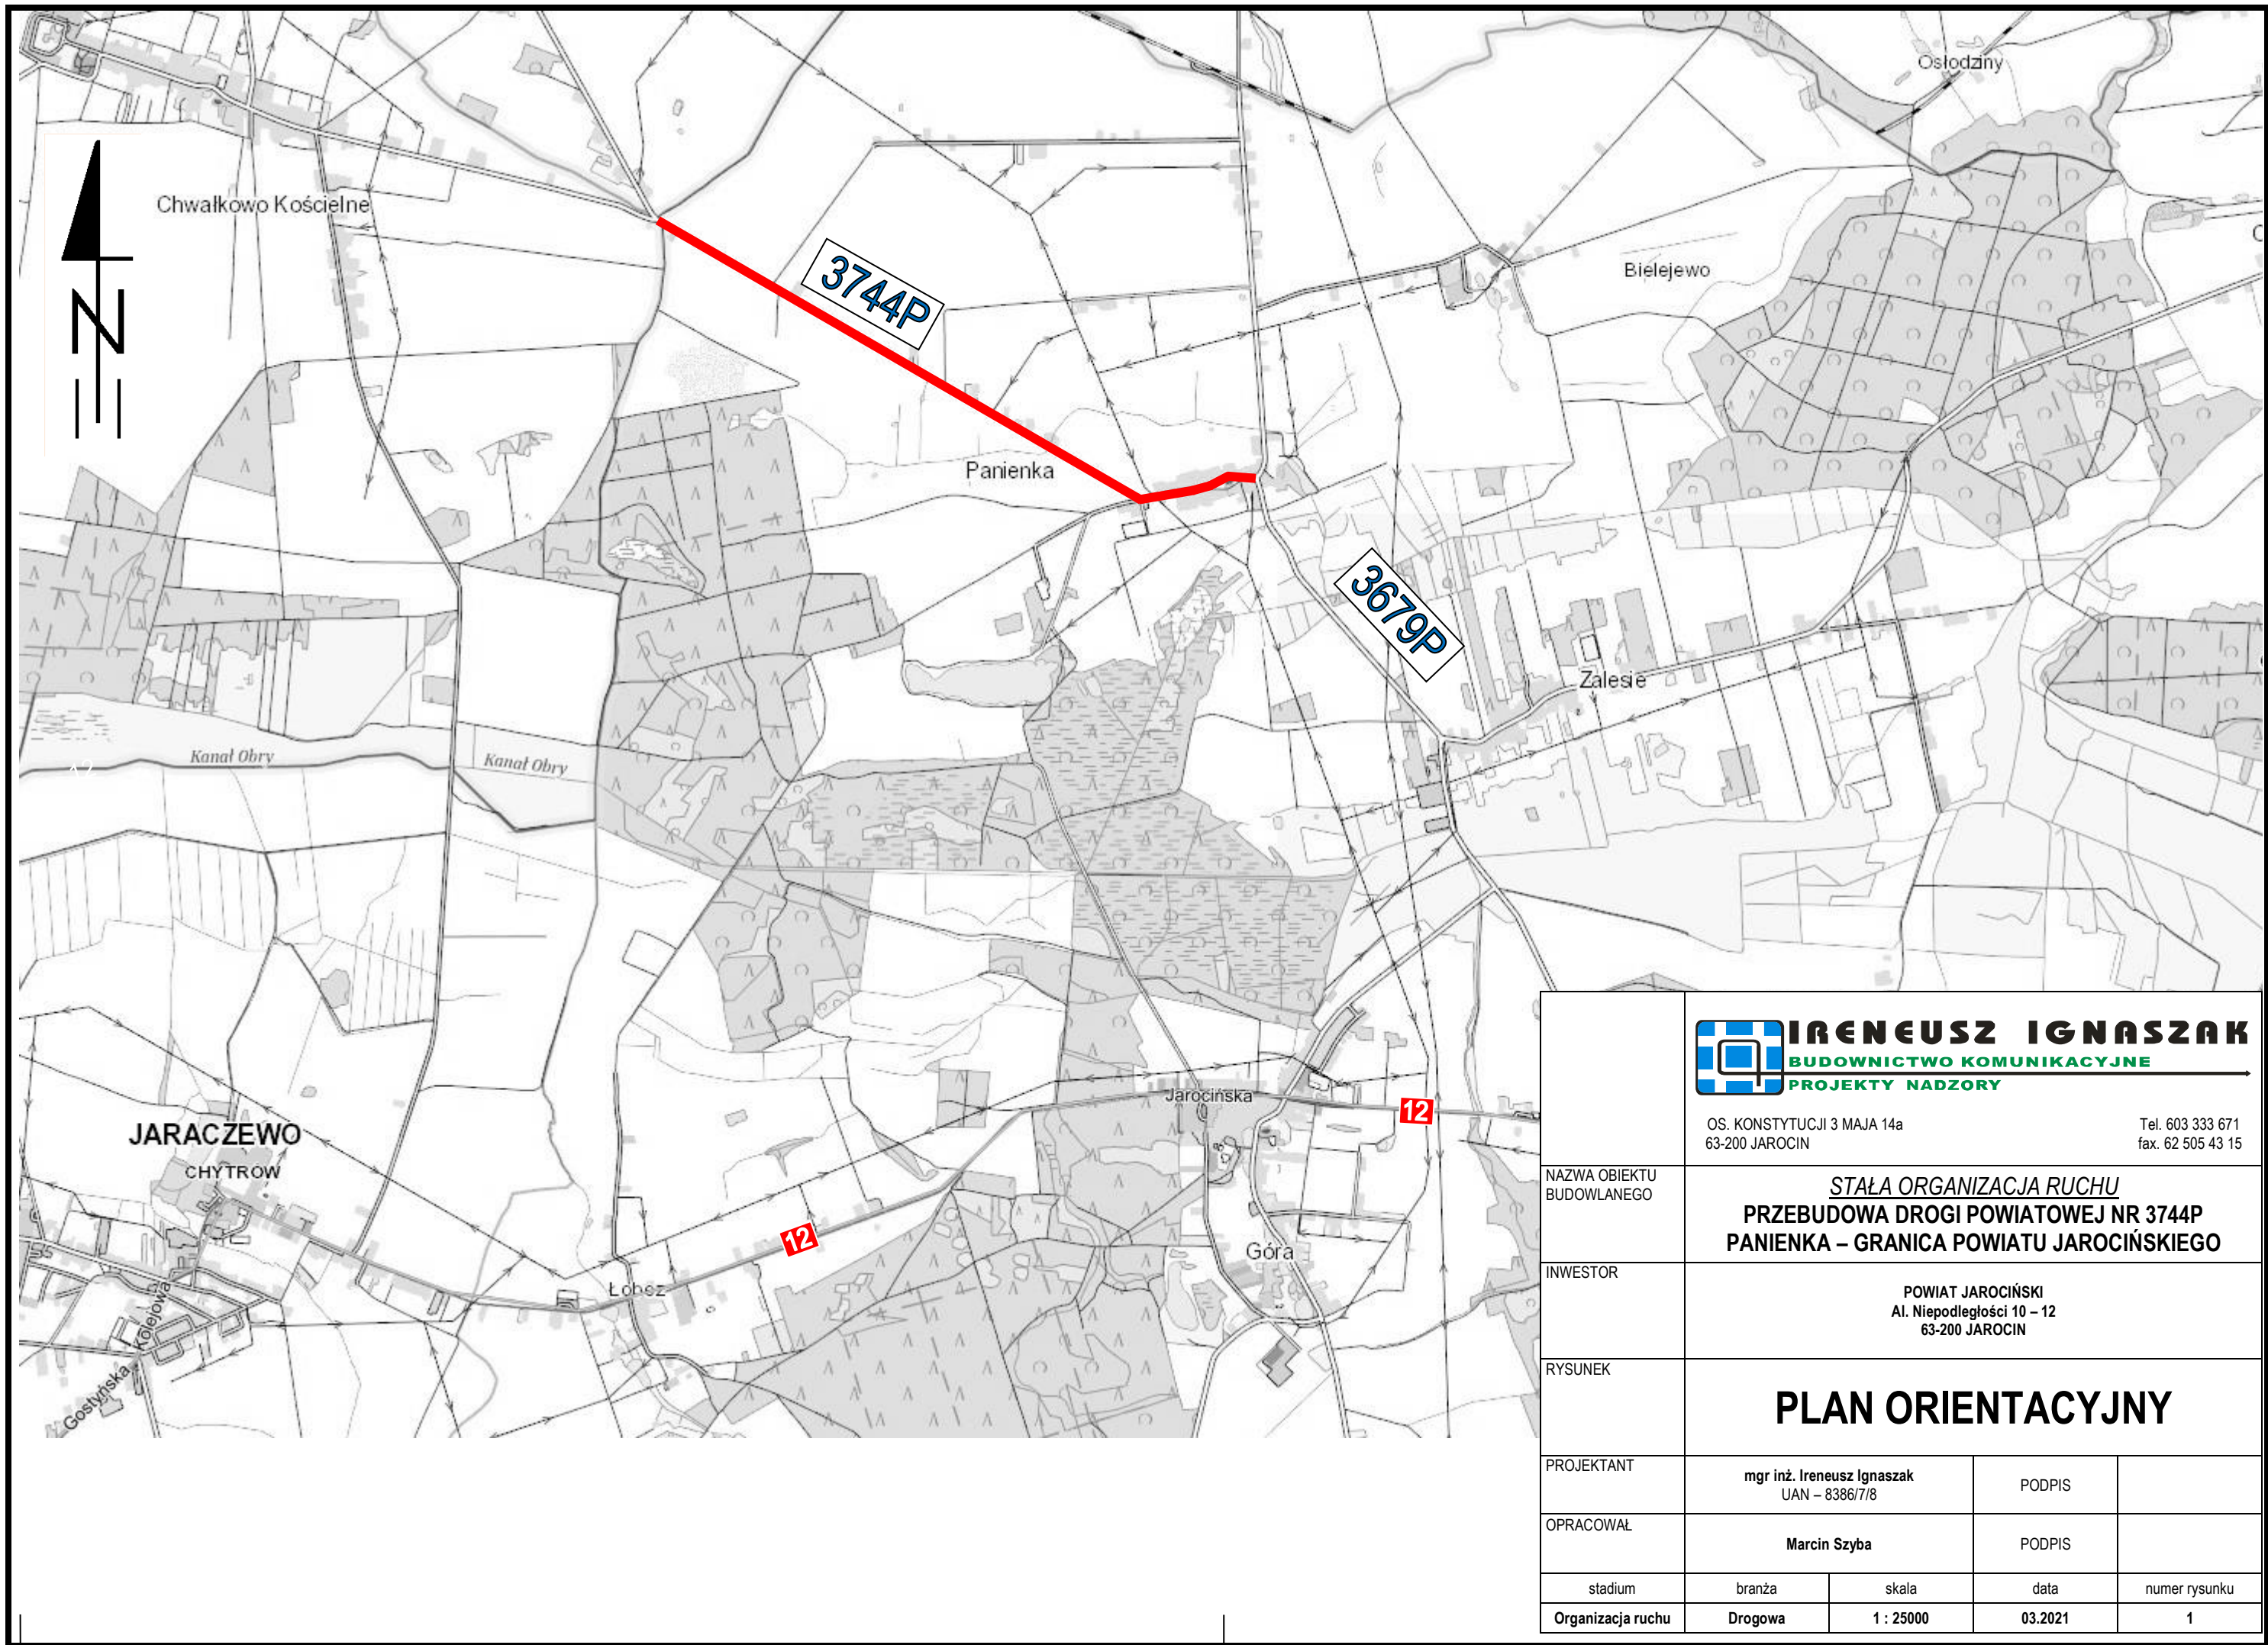 Osłodziny
Chwałkowo Kościelne
N
3744P
Bielejewo
Panienka
3679P
Zalesie
Kanał Obry
Kanał Obry
JARACZEWO
CHYTROW
Jarocińska
12
12
Góra
Łobez
Kolejowa
Gostyńska
IRENEUSZ IGNASZAK
BUDOWNICTWO KOMUNIKACYJNE
PROJEKTY NADZORY
OS. KONSTYTUCJI 3 MAJA 14a
63-200 JAROCIN
Tel. 603 333 671
fax. 62 505 43 15
NAZWA OBIEKTU
BUDOWLANEGO
STAŁA ORGANIZACJA RUCHU
PRZEBUDOWA DROGI POWIATOWEJ NR 3744P
PANIENKA – GRANICA POWIATU JAROCIŃSKIEGO
INWESTOR
POWIAT JAROCIŃSKI
Al. Niepodległości 10 – 12
63-200 JAROCIN
RYSUNEK
PLAN ORIENTACYJNY
PROJEKTANT
mgr inż. Ireneusz Ignaszak
UAN – 8386/7/8
PODPIS
OPRACOWAŁ
Marcin Szyba
PODPIS
stadium branża skala data numer rysunku
Organizacja ruchu Drogowa 1 : 25000 03.2021 1